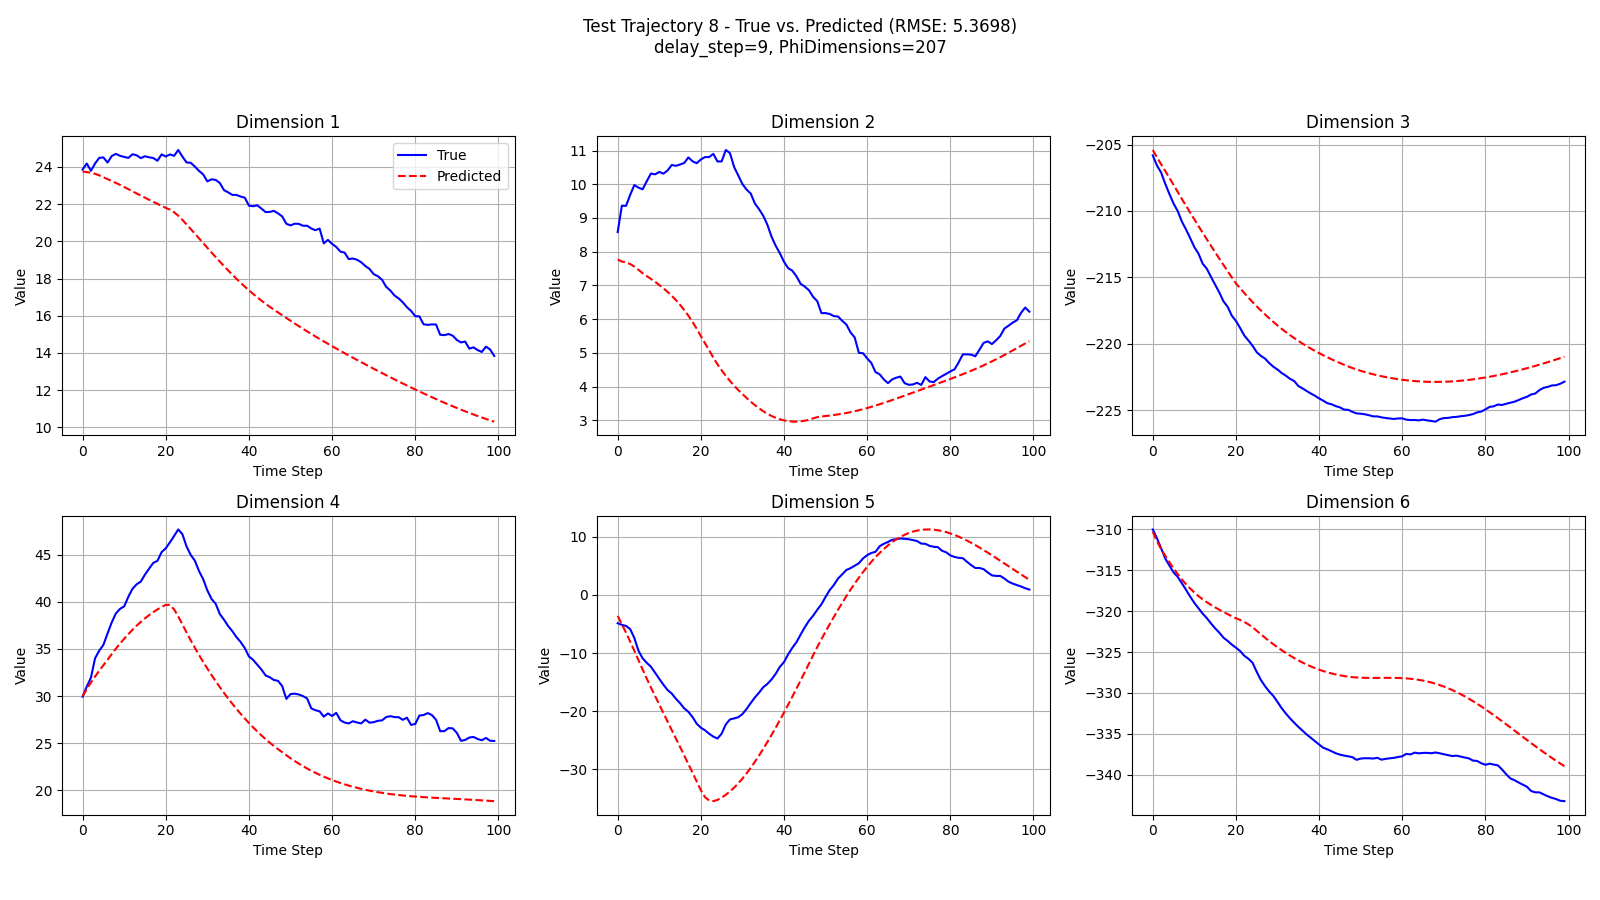 Test Trajectory 8 - True vs. Predicted (RMSE: 5.3698)
delay_step=9, PhiDimensions=207
Dimension 1
Value
24
22
20
18
16
14
12
10
0 20 40 60 80 100
Time Step
True
Predicted
Dimension 2
Value
11
10
9
8
7
6
5
4
3
0 20 40 60 80 100
Time Step
Dimension 3
Value
−205
−210
−215
−220
−225
0 20 40 60 80 100
Time Step
Dimension 4
Value
45
40
35
30
25
20
0 20 40 60 80 100
Time Step
Dimension 5
Value
10
0
−10
−20
−30
0 20 40 60 80 100
Time Step
Dimension 6
Value
−310
−315
−320
−325
−330
−335
−340
0 20 40 60 80 100
Time Step